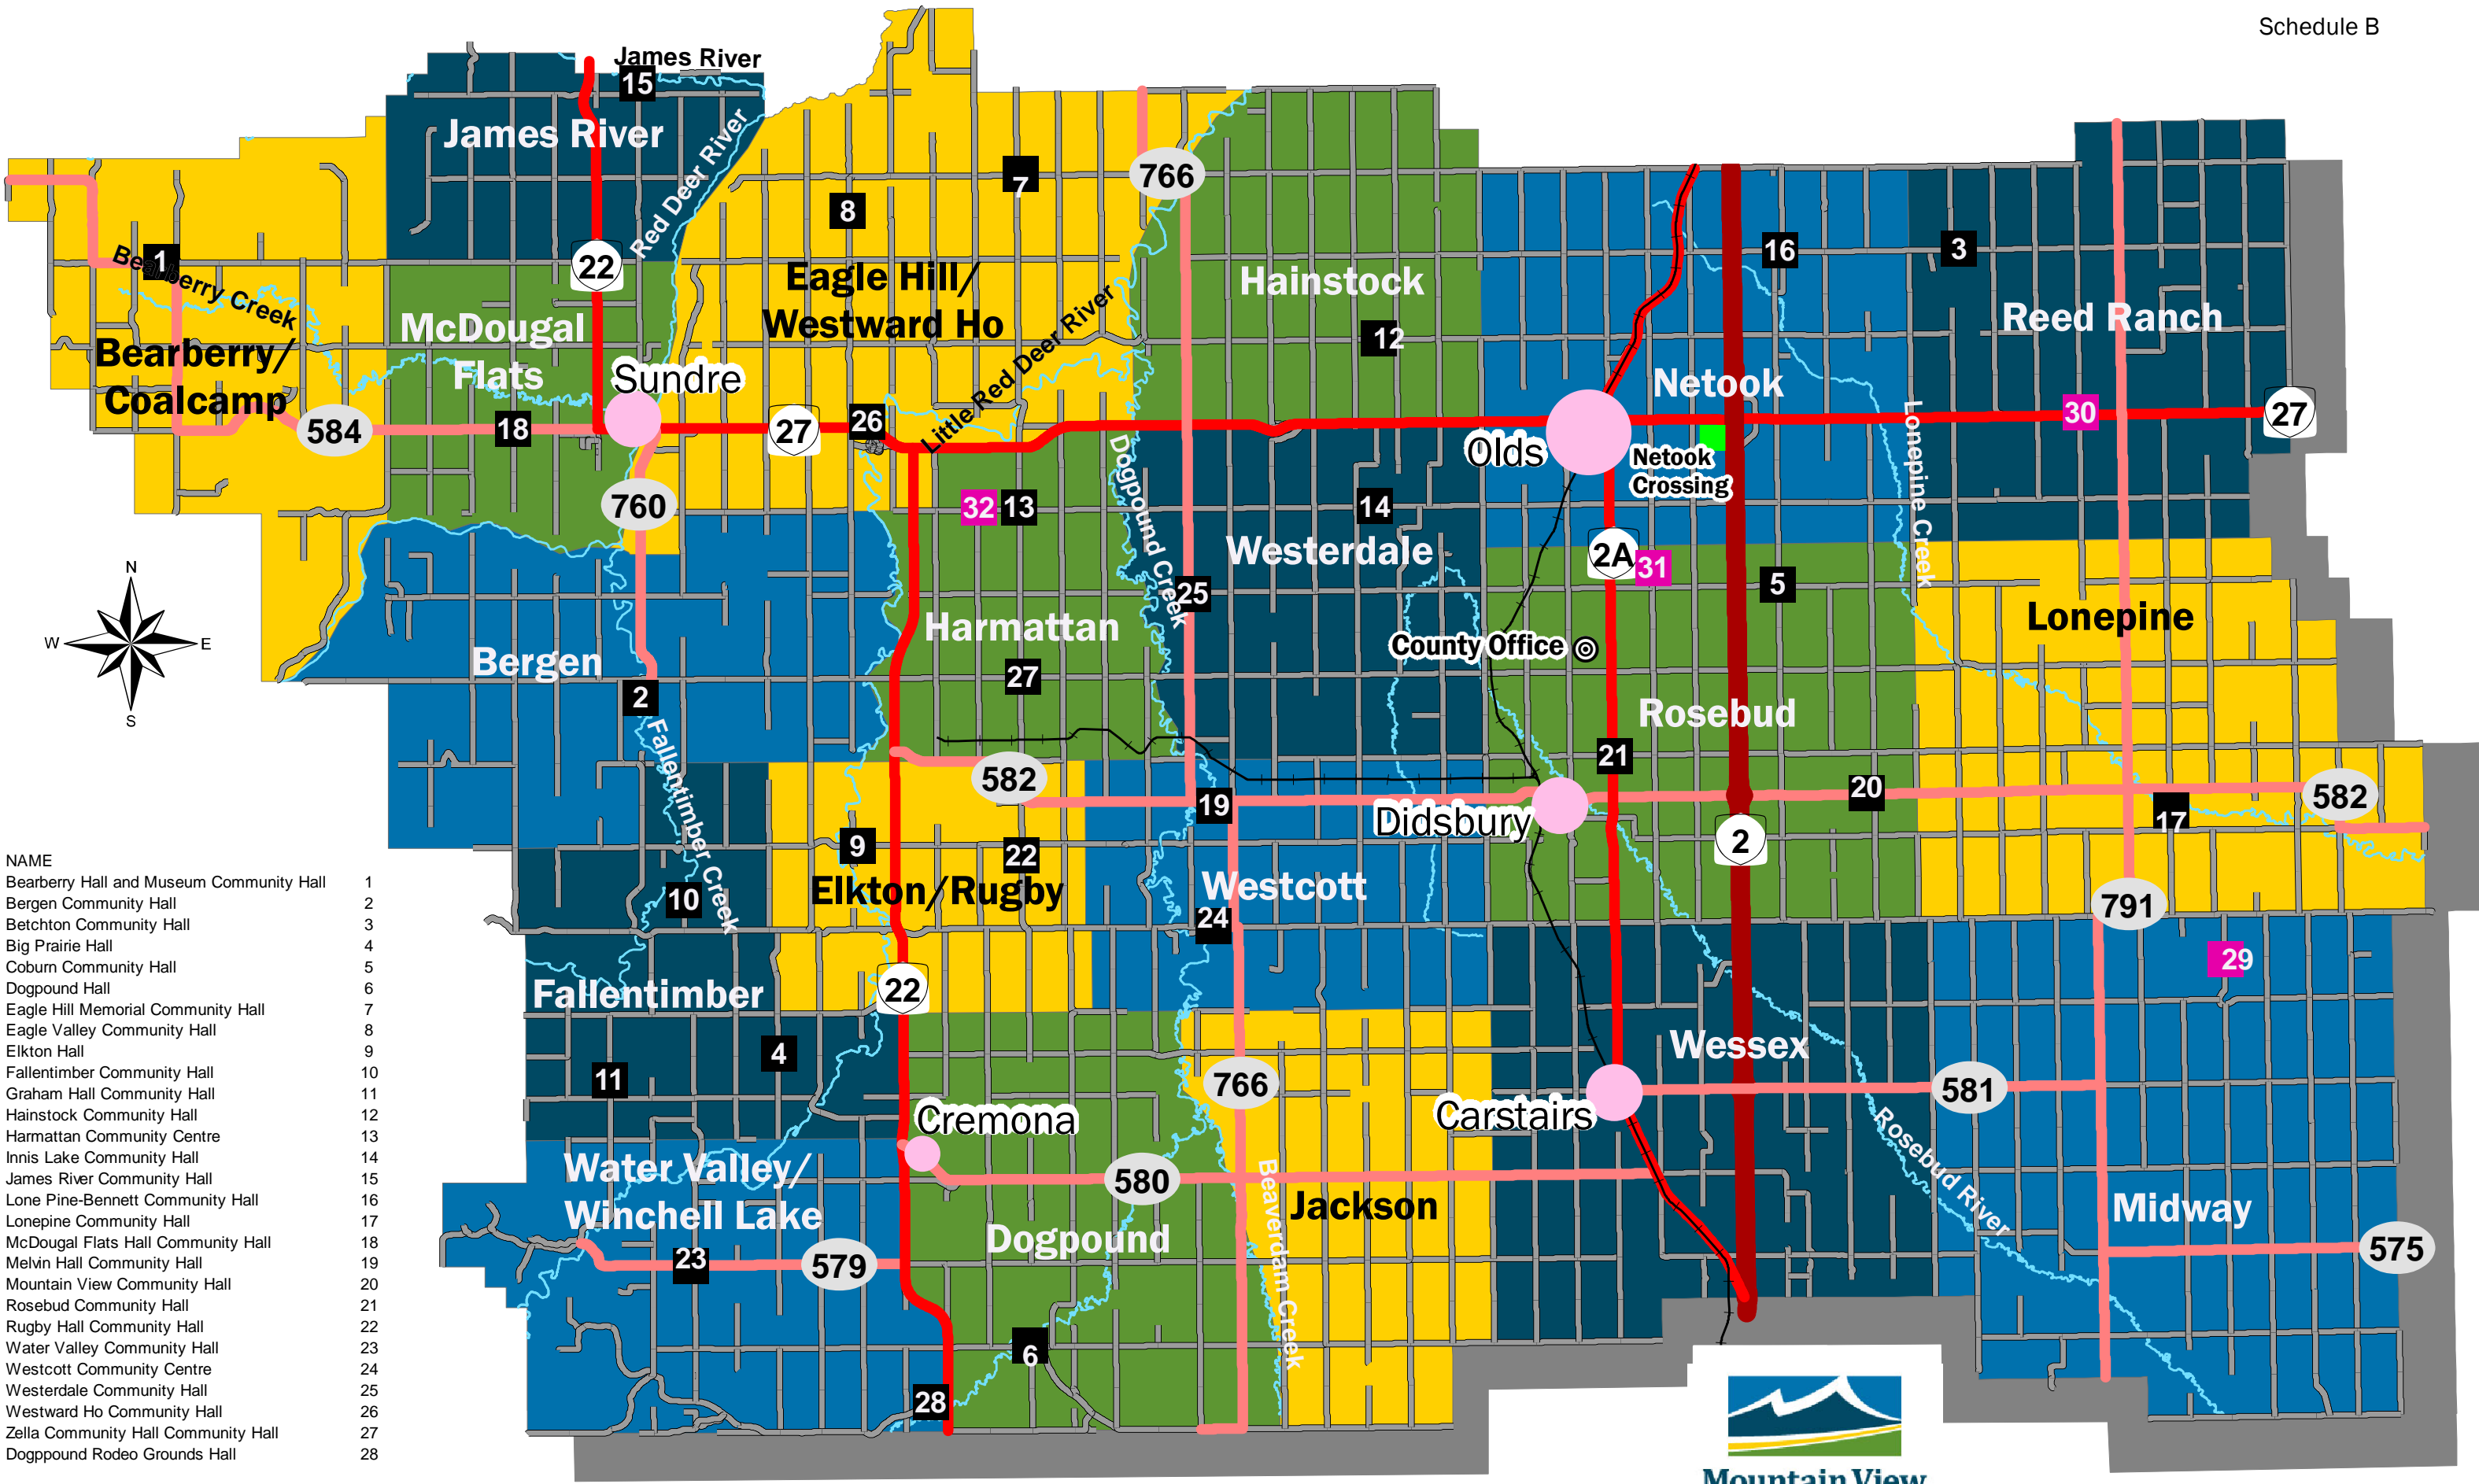 Schedule B
James River
15
James River
Red Deer River
7
766
8
16
3
1
Bearberry Creek
22
Eagle Hill/
Westward Ho
Hainstock
McDougal
Flats
Reed Ranch
Little Red Deer River
12
Bearberry/
Coalcamp
Sundre
Netook
584
18
27
26
30
27
Olds
Netook
Crossing
Lonepine Creek
Dogpound Creek
760
32
13
14
Westerdale
2A
31
5
25
N
W
E
S
Harmattan
Lonepine
County Office
Bergen
27
2
Rosebud
Fallentimber Creek
21
582
19
20
582
Didsbury
17
2
9
22
Elkton/Rugby
Westcott
10
24
791
29
Fallentimber
22
4
11
766
Wessex
581
Cremona
Carstairs
Rosebud River
Water Valley/
Winchell Lake
580
Beaverdam Creek
Jackson
Midway
Dogpound
23
579
575
6
28
NAME
Bearberry Hall and Museum Community Hall 1
Bergen Community Hall 2
Betchton Community Hall 3
Big Prairie Hall 4
Coburn Community Hall 5
Dogpound Hall 6
Eagle Hill Memorial Community Hall 7
Eagle Valley Community Hall 8
Elkton Hall 9
Fallentimber Community Hall 10
Graham Hall Community Hall 11
Hainstock Community Hall 12
Harmattan Community Centre 13
Innis Lake Community Hall 14
James River Community Hall 15
Lone Pine-Bennett Community Hall 16
Lonepine Community Hall 17
McDougal Flats Hall Community Hall 18
Melvin Hall Community Hall 19
Mountain View Community Hall 20
Rosebud Community Hall 21
Rugby Hall Community Hall 22
Water Valley Community Hall 23
Westcott Community Centre 24
Westerdale Community Hall 25
Westward Ho Community Hall 26
Zella Community Hall Community Hall 27
Dogppound Rodeo Grounds Hall 28
Mountain View